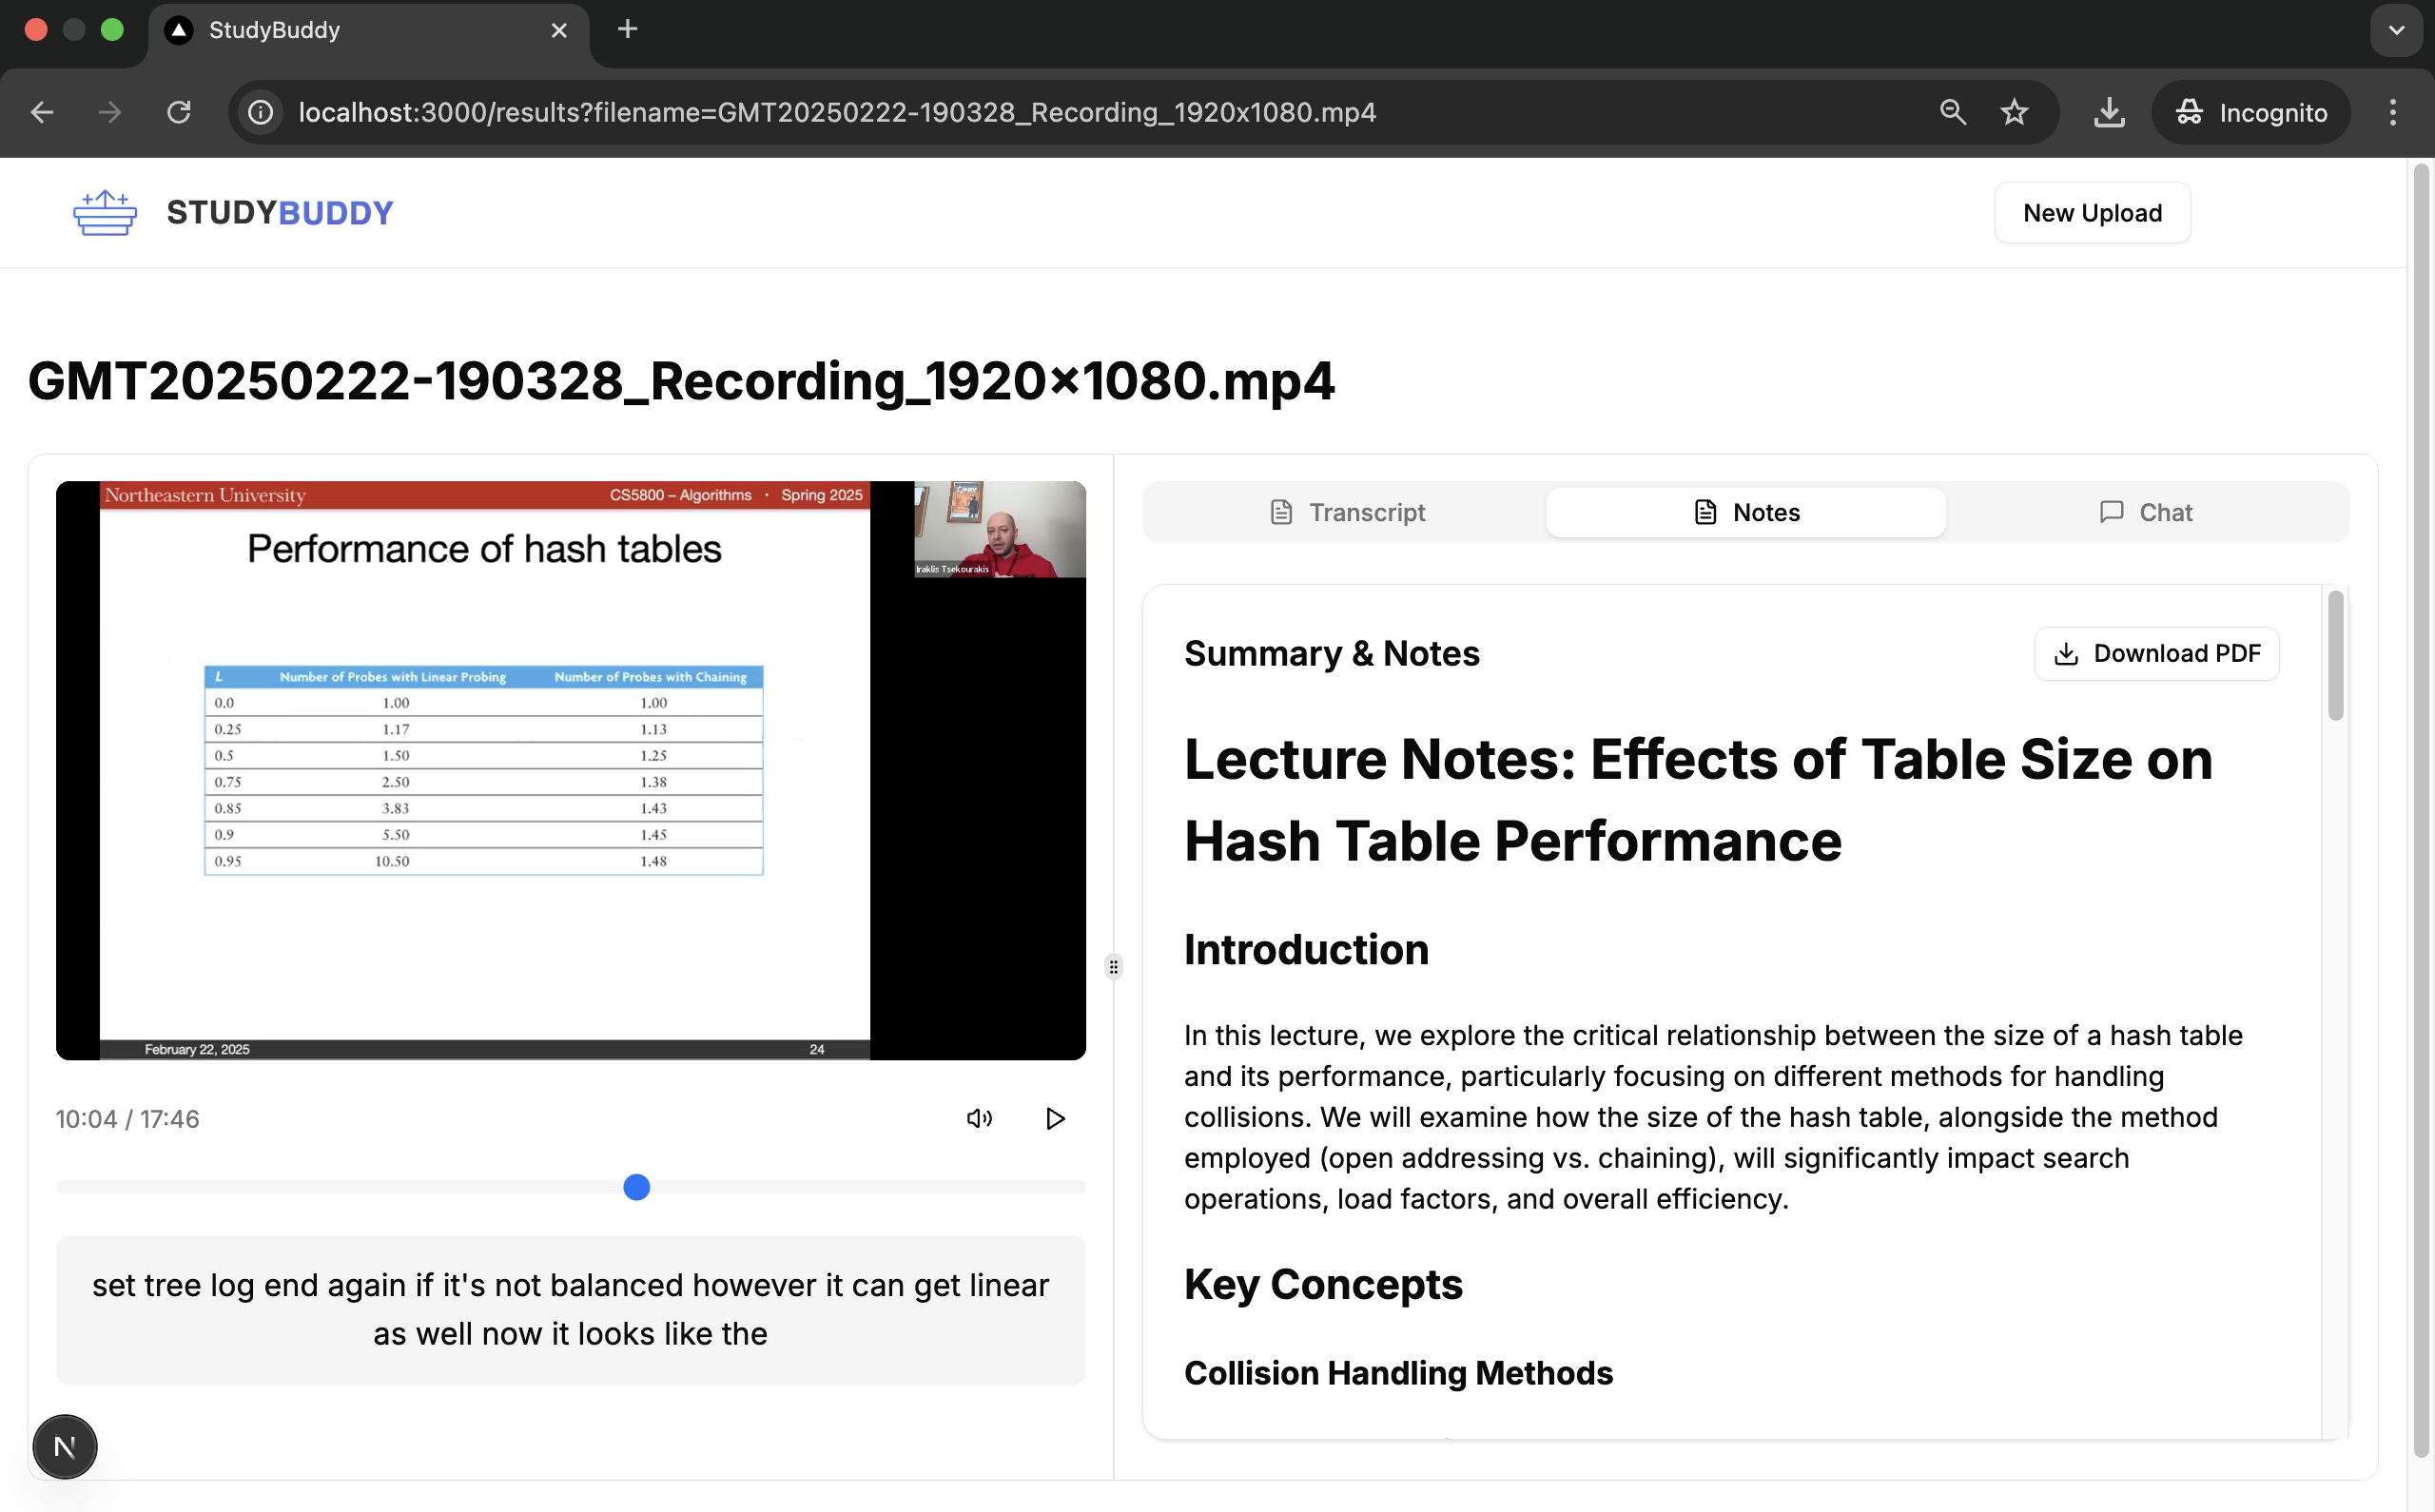 StudyBuddy
localhost:3000/results?filename=GMT20250222-190328_Recording_1920x1080.mp4
Incognito
STUDYBUDDY
New Upload
GMT20250222-190328_Recording_1920×1080.mp4
Northeastern University
CS5800 – Algorithms · Spring 2025
Performance of hash tables
L Number of Probes with Linear Probing Number of Probes with Chaining
0.0 1.00 1.00
0.25 1.17 1.13
0.5 1.50 1.25
0.75 2.50 1.38
0.85 3.83 1.43
0.9 5.50 1.45
0.95 10.50 1.48
February 22, 2025 24
Iraklis Tsekourakis
10:04 / 17:46
set tree log end again if it's not balanced however it can get linear
as well now it looks like the
N
Transcript
Notes
Chat
Summary & Notes
Download PDF
Lecture Notes: Effects of Table Size on
Hash Table Performance
Introduction
In this lecture, we explore the critical relationship between the size of a hash table
and its performance, particularly focusing on different methods for handling
collisions. We will examine how the size of the hash table, alongside the method
employed (open addressing vs. chaining), will significantly impact search
operations, load factors, and overall efficiency.
Key Concepts
Collision Handling Methods